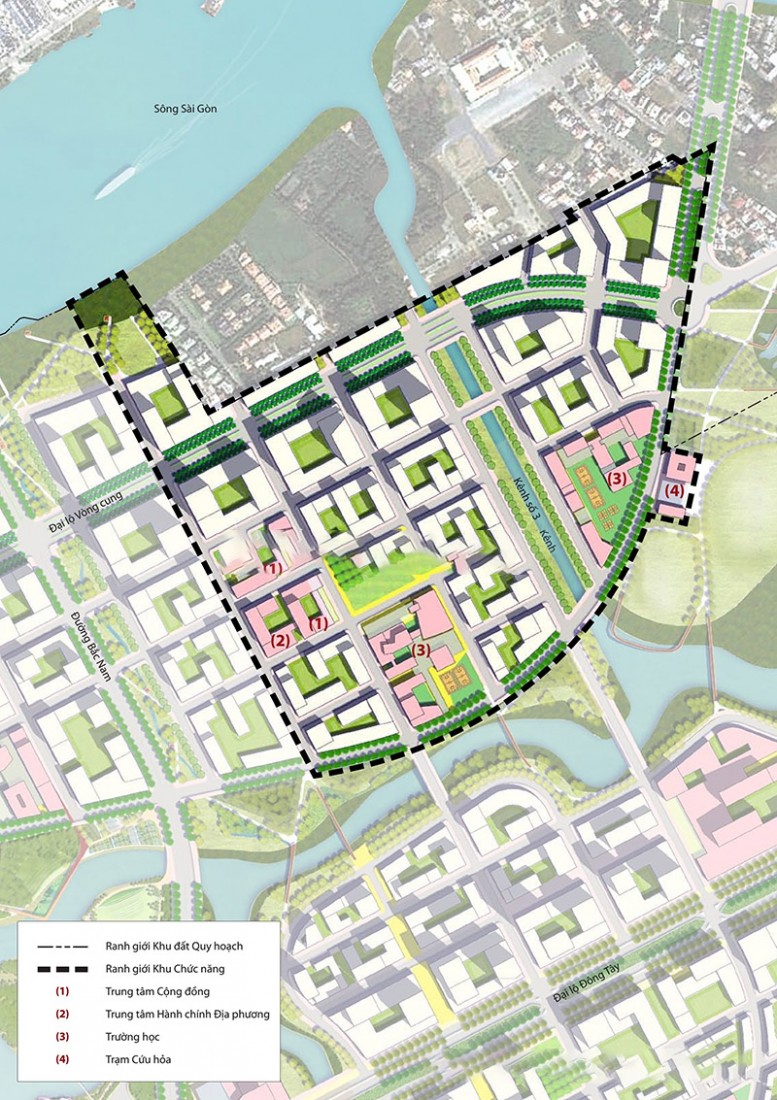 Sông Sài Gòn
(3)
(4)
Kênh số 3 - Kênh
Đại lộ Vòng cung
(1)
(1)
(2)
(3)
Đường Bắc Nam
Đại lộ Đông Tây
Ranh giới Khu đất Quy hoạch
Ranh giới Khu Chức năng
(1) Trung tâm Cộng đồng
(2) Trung tâm Hành chính Địa phương
(3) Trường học
(4) Trạm Cứu hỏa